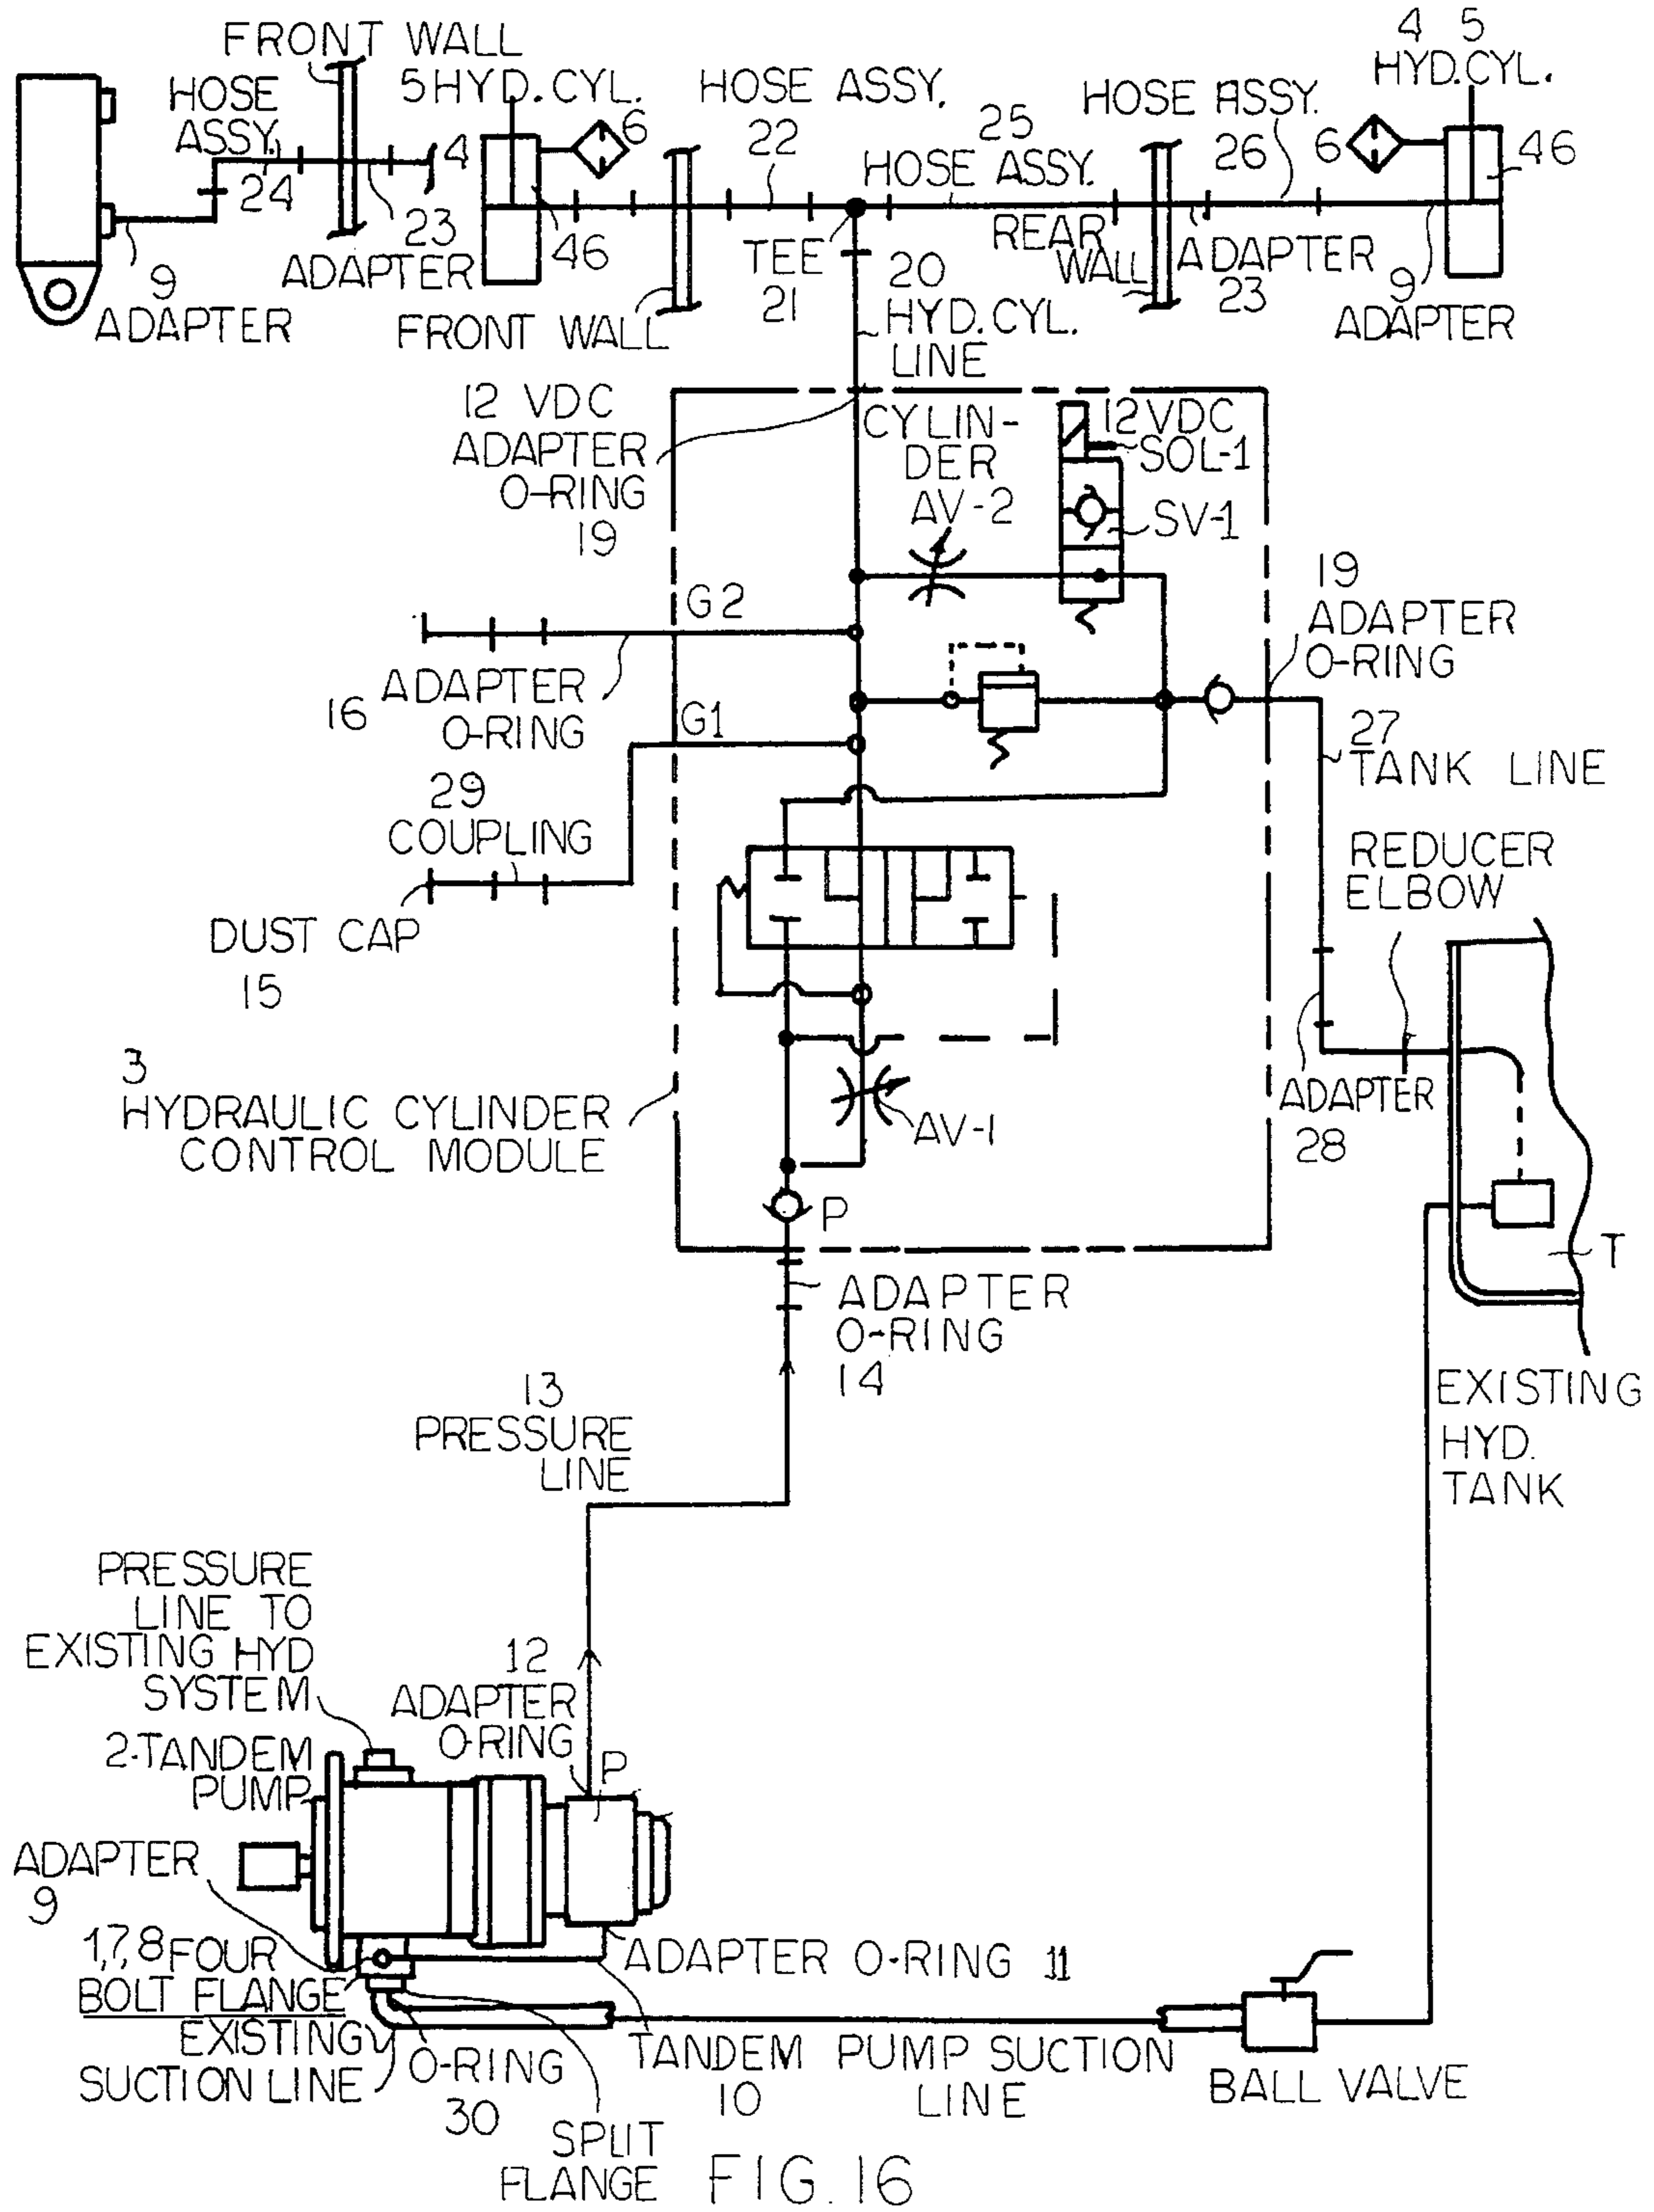 FRONT WALL
HOSE
ASSY.
24
5 HYD. CYL.
4
6
23
ADAPTER
9
ADAPTER
46
FRONT WALL
HOSE ASSY.
22
25
HOSE ASSY.
TEE
21
20
HYD. CYL.
LINE
REAR
WALL
HOSE ASSY.
26
ADAPTER
23
4 5
HYD. CYL.
6
46
9
ADAPTER
12 VDC
ADAPTER
O-RING
19
CYLIN-
DER
AV-2
12 VDC
SOL-1
SV-1
19
ADAPTER
O-RING
G2
ADAPTER
16 O-RING
G1
27
TANK LINE
29
COUPLING
DUST CAP
15
REDUCER
ELBOW
3
HYDRAULIC CYLINDER
CONTROL MODULE
AV-1
ADAPTER
28
P
T
ADAPTER
O-RING
14
EXISTING
HYD.
TANK
13
PRESSURE
LINE
PRESSURE
LINE TO
EXISTING HYD
SYSTEM
12
ADAPTER
O-RING
P
2-TANDEM
PUMP
ADAPTER
9
1,7,8 FOUR
BOLT FLANGE
ADAPTER O-RING 11
EXISTING
SUCTION LINE
O-RING
30
TANDEM PUMP SUCTION
10 LINE
BALL VALVE
SPLIT
FLANGE
FIG. 16